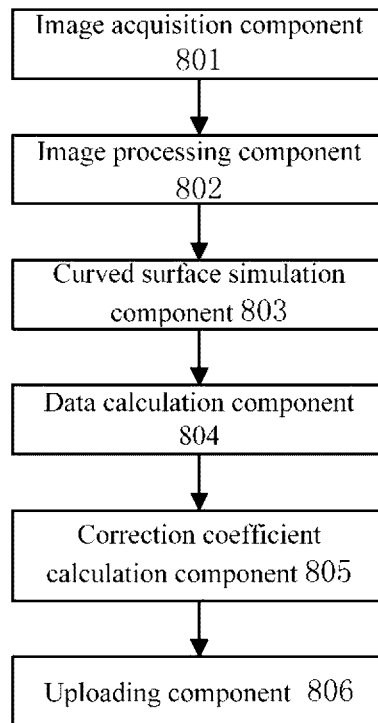 Image acquisition component
801
Image processing component
802
Curved surface simulation
component 803
Data calculation component
804
Correction coefficient
calculation component 805
Uploading component 806